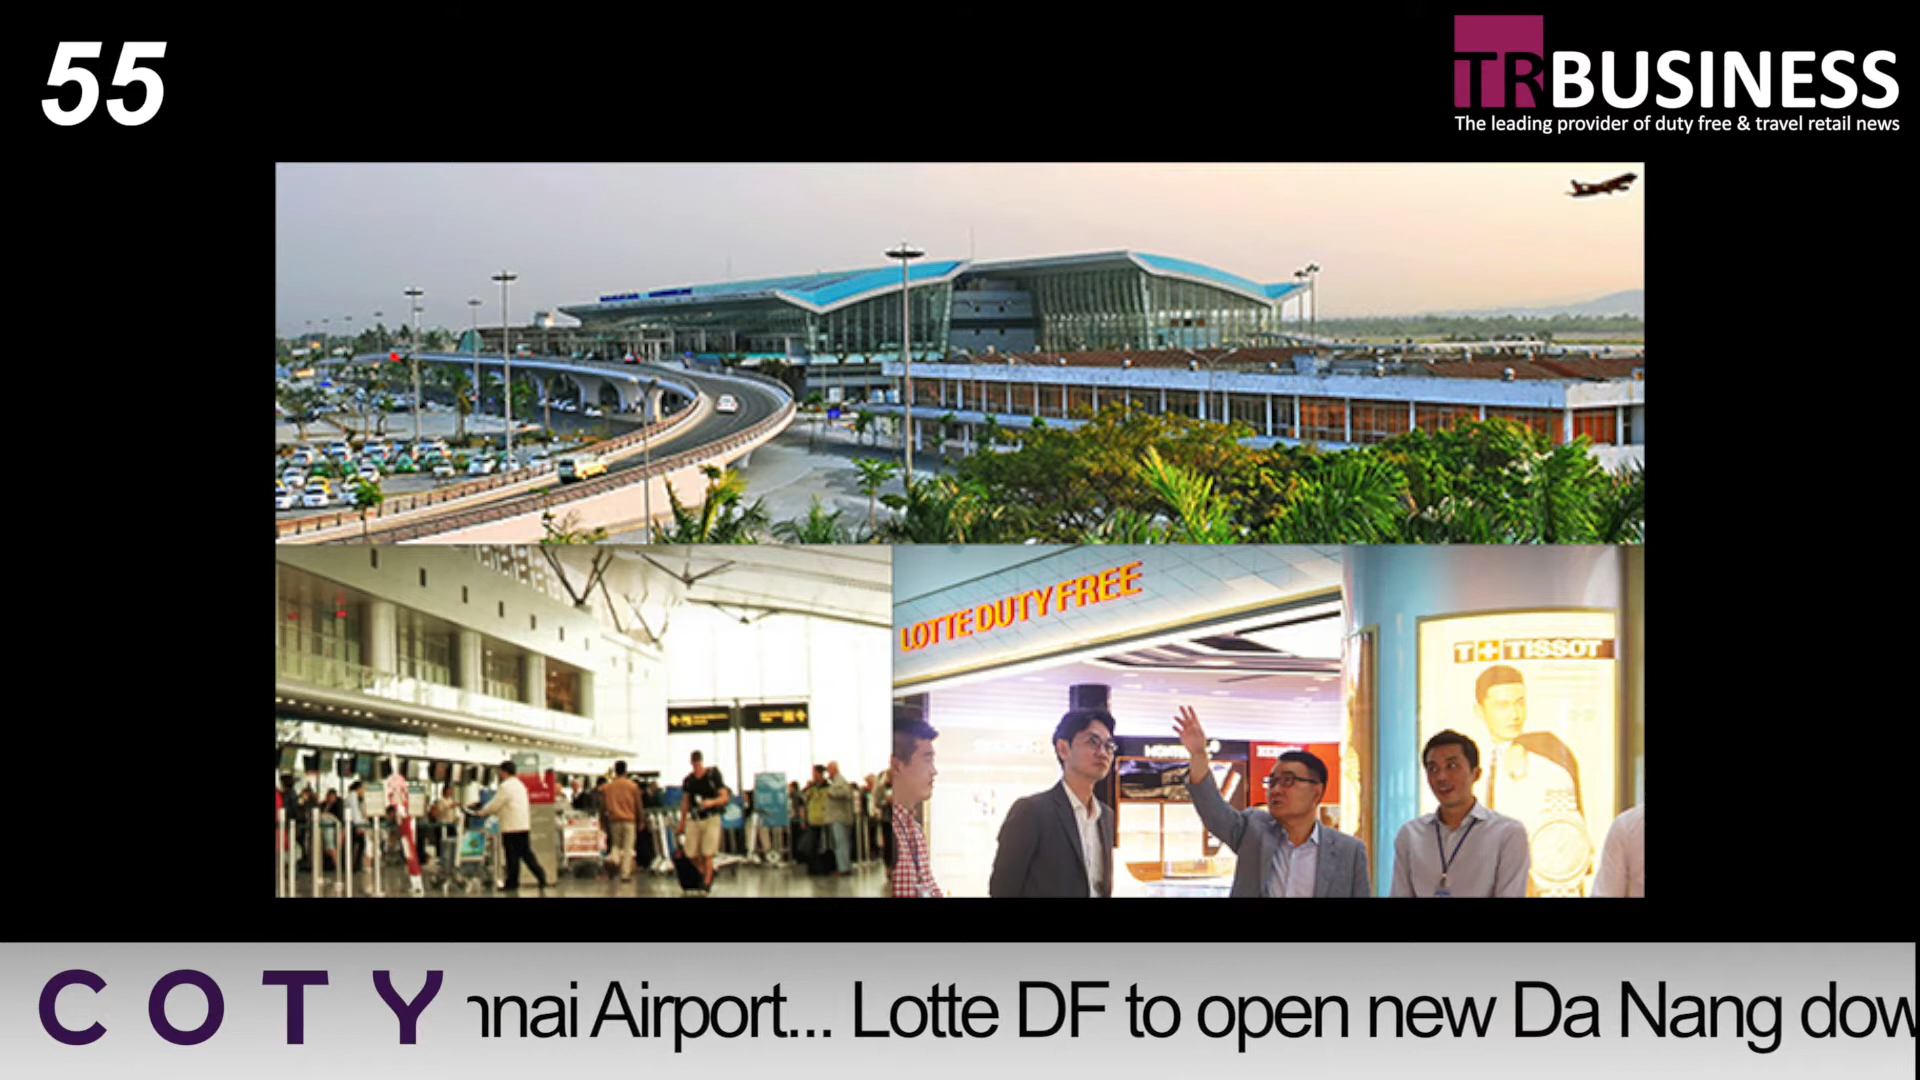 55
TRBUSINESS
The leading provider of duty free & travel retail news
LOTTE DUTY FREE
T+ TISSOT
COTY
nnai Airport... Lotte DF to open new Da Nang dow